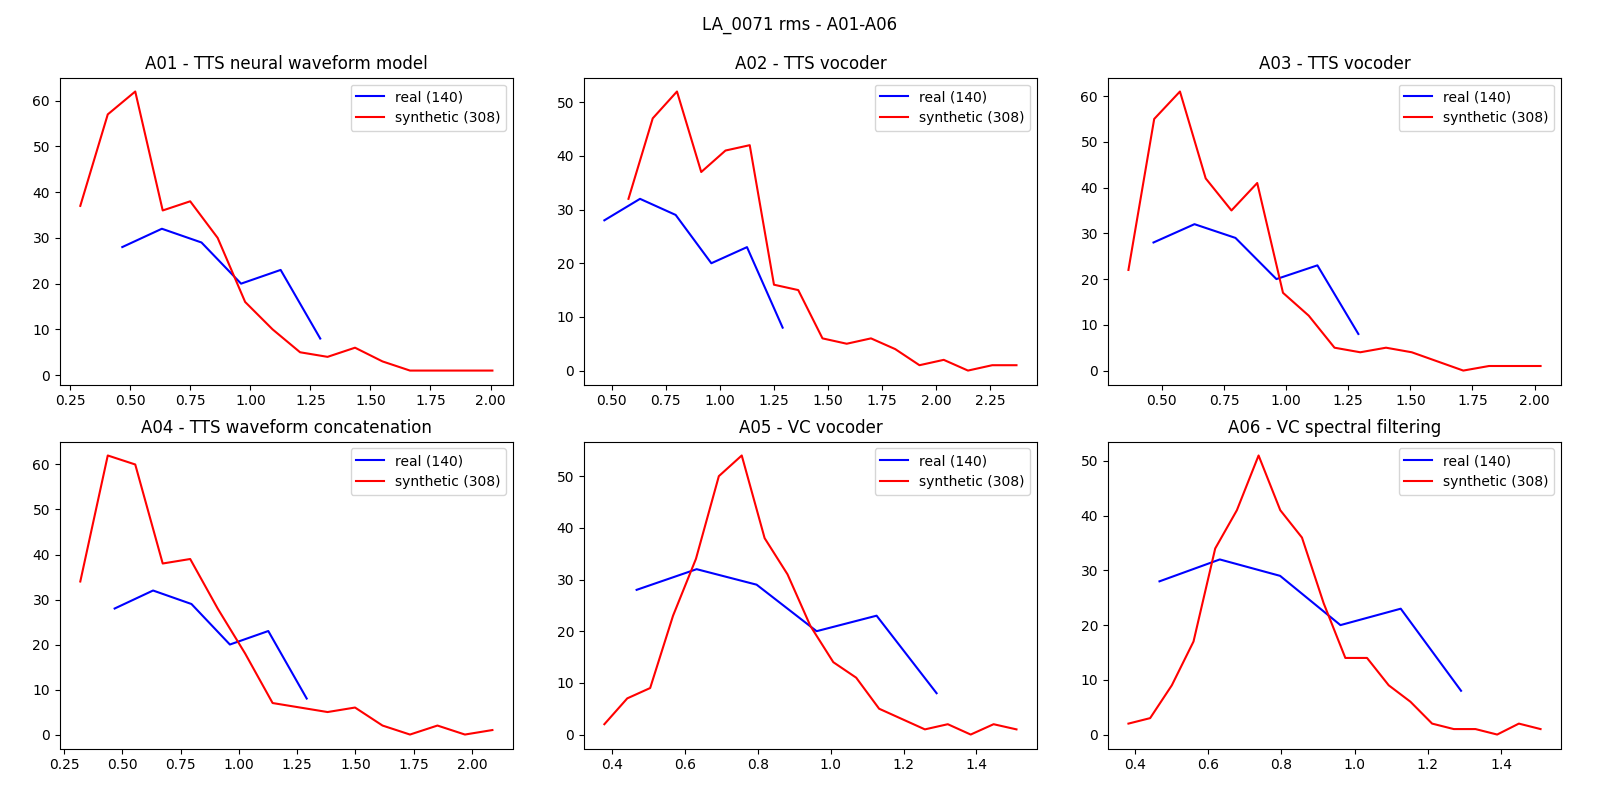 LA_0071 rms - A01-A06
A01 - TTS neural waveform model
real (140)
synthetic (308)
60
50
40
30
20
10
0
0.25 0.50 0.75 1.00 1.25 1.50 1.75 2.00
A02 - TTS vocoder
real (140)
synthetic (308)
50
40
30
20
10
0
0.50 0.75 1.00 1.25 1.50 1.75 2.00 2.25
A03 - TTS vocoder
real (140)
synthetic (308)
60
50
40
30
20
10
0
0.50 0.75 1.00 1.25 1.50 1.75 2.00
A04 - TTS waveform concatenation
real (140)
synthetic (308)
60
50
40
30
20
10
0
0.25 0.50 0.75 1.00 1.25 1.50 1.75 2.00
A05 - VC vocoder
real (140)
synthetic (308)
50
40
30
20
10
0
0.4 0.6 0.8 1.0 1.2 1.4
A06 - VC spectral filtering
real (140)
synthetic (308)
50
40
30
20
10
0
0.4 0.6 0.8 1.0 1.2 1.4